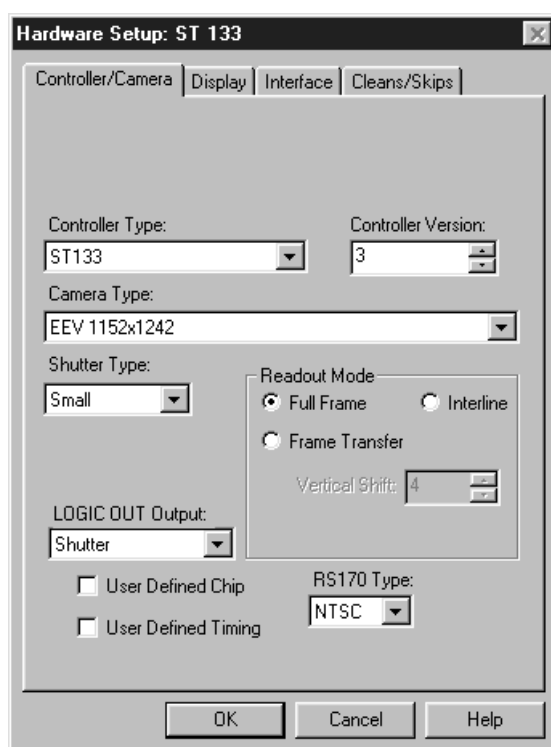 Hardware Setup: ST 133
Controller/Camera Display Interface Cleans/Skips
Controller Type: Controller Version:
ST133 3
Camera Type:
EEV 1152x1242
Shutter Type: Readout Mode
Small Full Frame Interline
Frame Transfer
Vertical Shift: 4
LOGIC OUT Output:
Shutter
User Defined Chip RS170 Type:
User Defined Timing NTSC
OK Cancel Help